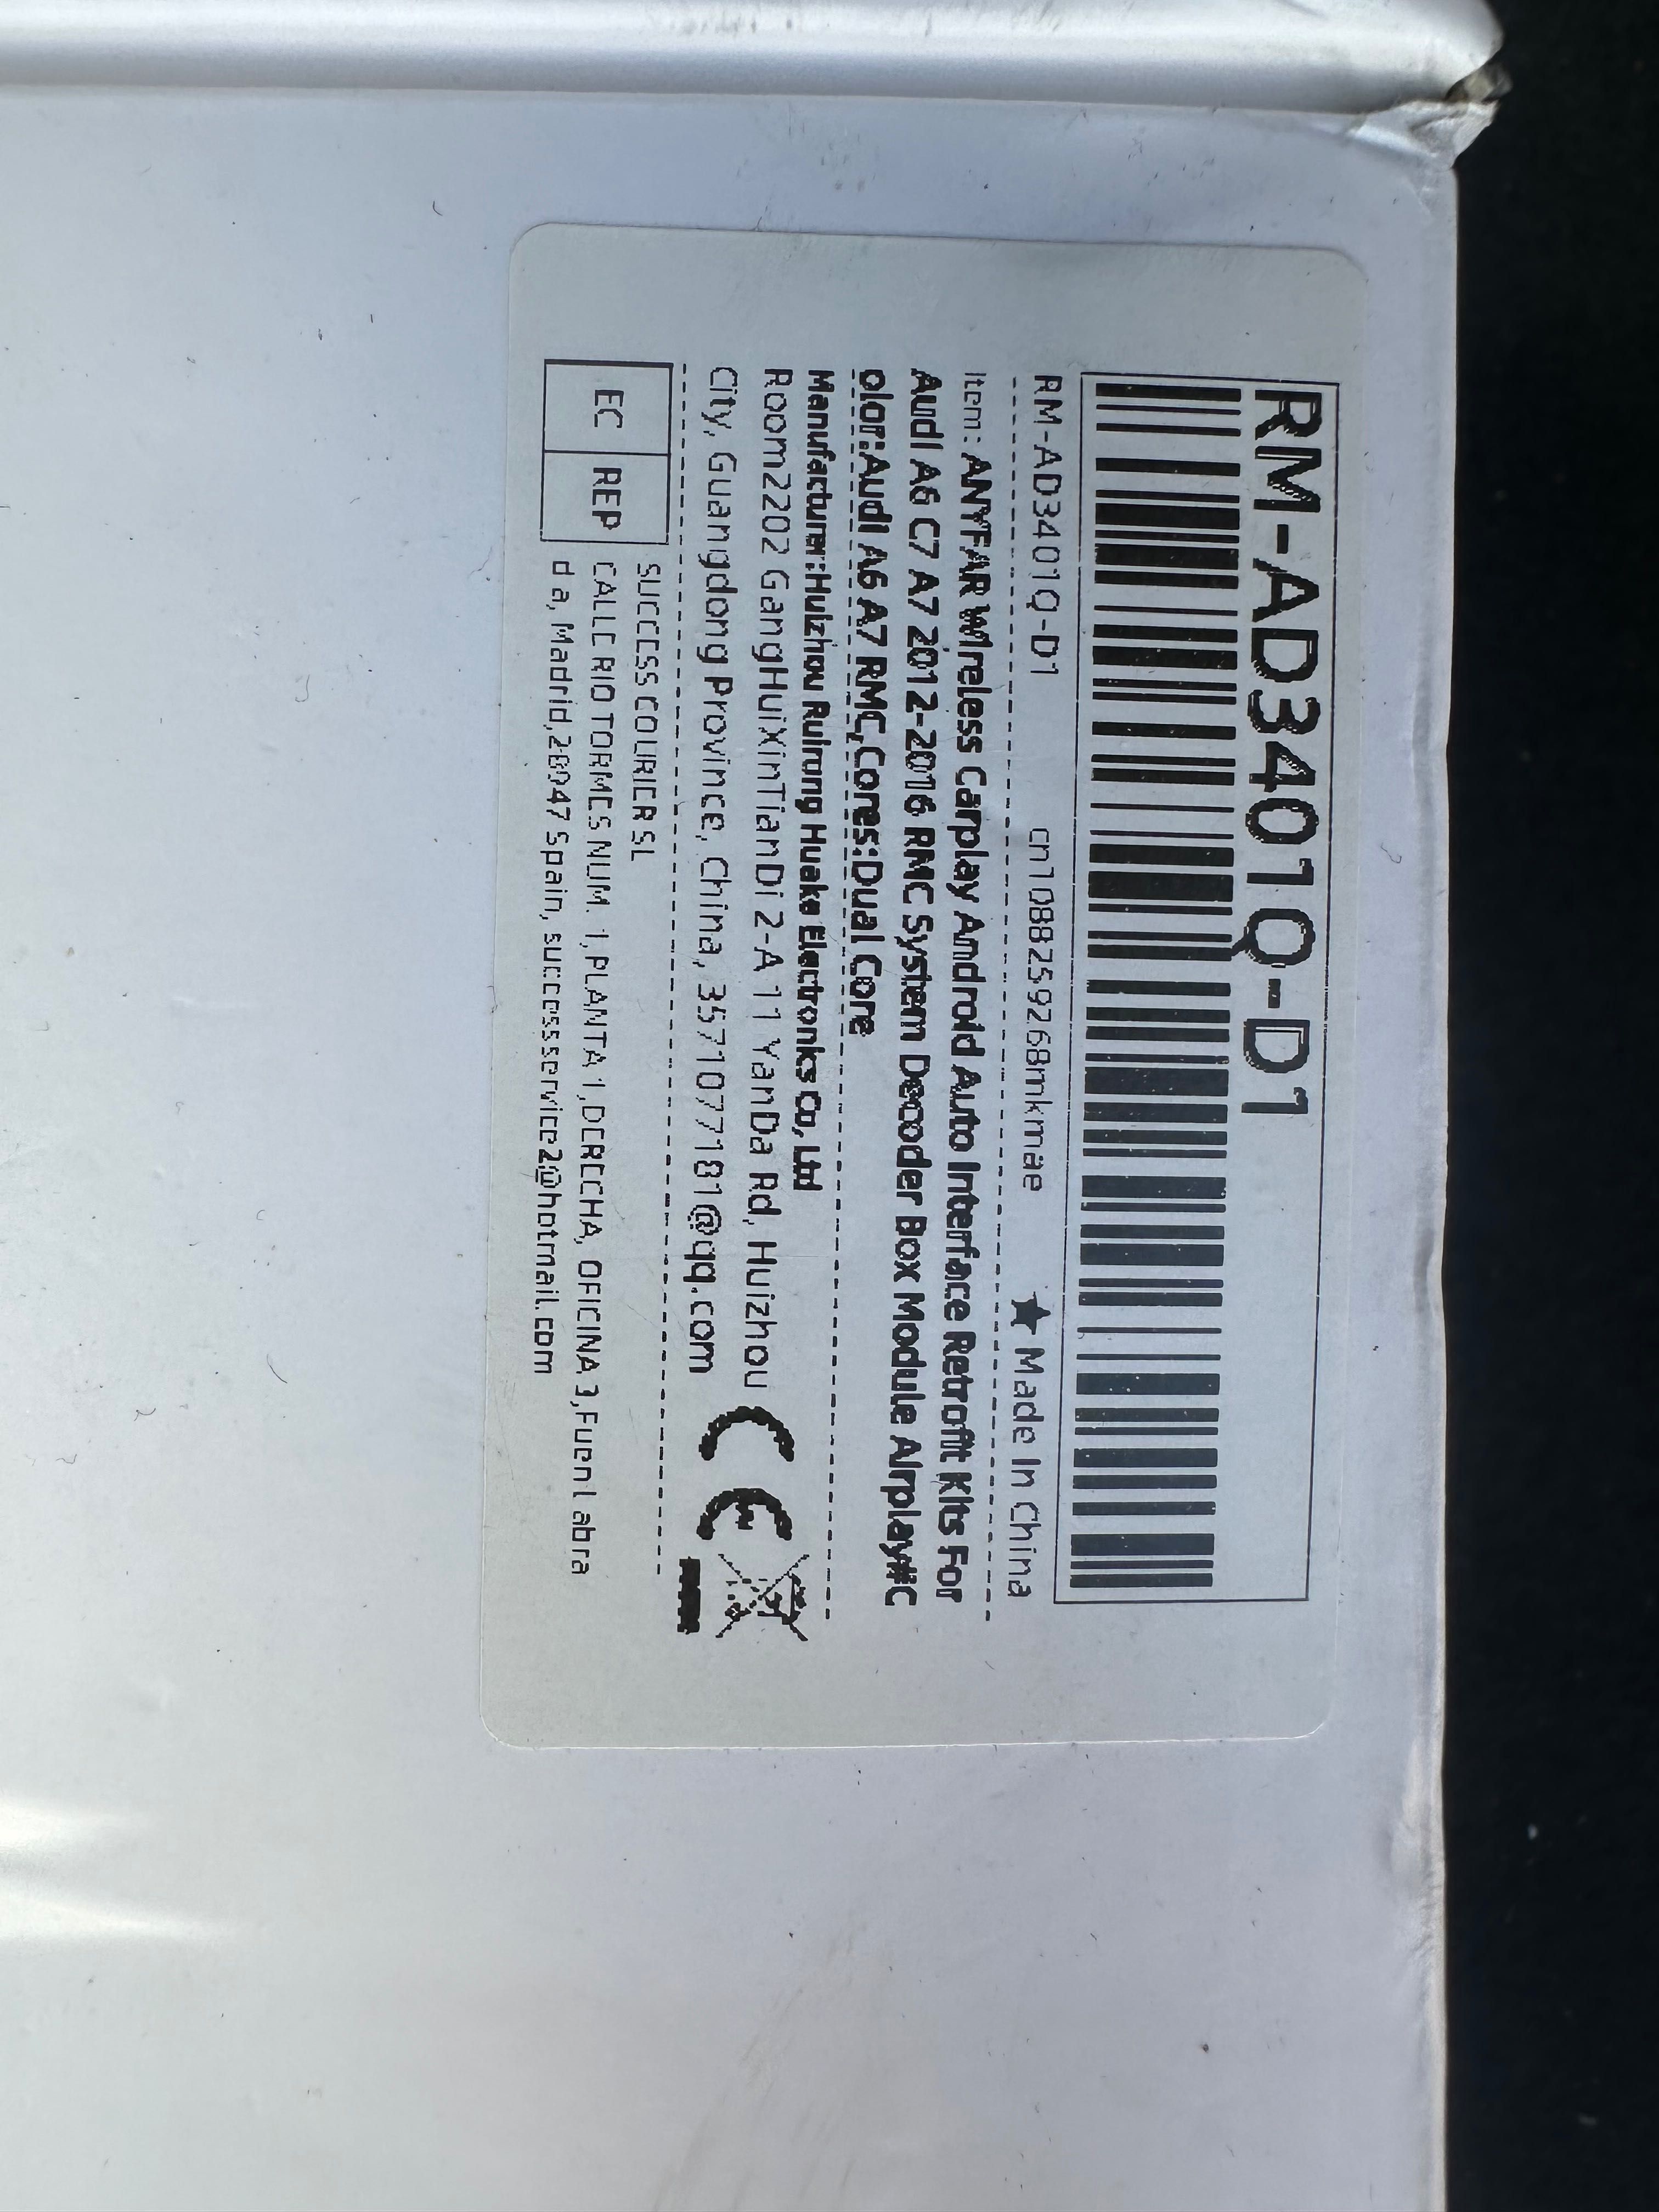 RM-AD3401Q-D1
RM-AD3401Q-D1 cn1088259268mkmae ★ Made In China
Item: ANYFAR Wireless Carplay Android Auto Interface Retrofit Kits For
Audi A6 C7 A7 2012-2016 RMC System Decoder Box Module Airplay#C
olor:Audi A6 A7 RMC,Cores:Dual Core
Manufacturer:Huizhou Ruirong Huake Electronics Co, Ltd
Room2202 GangHuiXinTianDi 2-A 11 YanDa Rd, Huizhou
City, Guangdong Province, China, 3571077181@qq.com
CE
EC REP
SUCCESS COURIER SL
CALLE RIO TORMES NUM. 1, PLANTA 1,DERECHA, OFICINA 3,Fuenl abra
d a, Madrid,28947 Spain, successservice2@hotmail.com